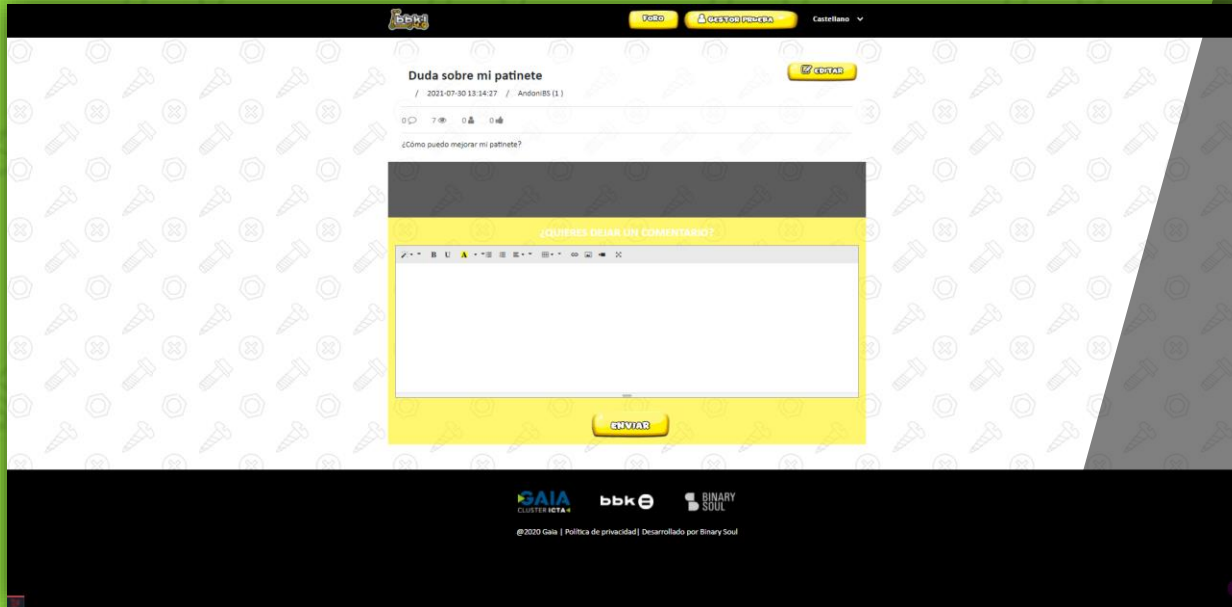 bbk
FORO
GESTOR PRUEBA
Castellano
Duda sobre mi patinete
EDITAR
/ 2021-07-30 13:14:27 / AndoniBS (1 )
0 7 0 0
¿Cómo puedo mejorar mi patinete?
¿QUIERES DEJAR UN COMENTARIO?
B U A
ENVIAR
GAIA
CLUSTER ICTA
bbk
BINARY
SOUL
@2020 Gaia | Política de privacidad| Desarrollado por Binary Soul